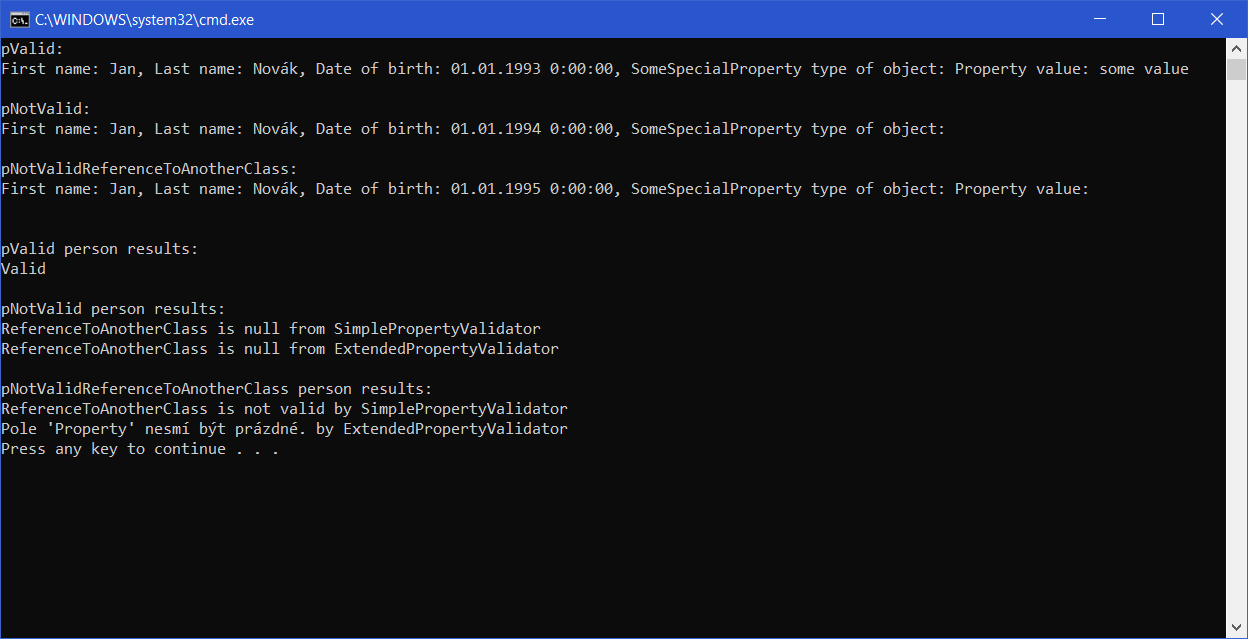 C:\WINDOWS\system32\cmd.exe
pValid:
First name: Jan, Last name: Novák, Date of birth: 01.01.1993 0:00:00, SomeSpecialProperty type of object: Property value: some value
pNotValid:
First name: Jan, Last name: Novák, Date of birth: 01.01.1994 0:00:00, SomeSpecialProperty type of object:
pNotValidReferenceToAnotherClass:
First name: Jan, Last name: Novák, Date of birth: 01.01.1995 0:00:00, SomeSpecialProperty type of object: Property value:
pValid person results:
Valid
pNotValid person results:
ReferenceToAnotherClass is null from SimplePropertyValidator
ReferenceToAnotherClass is null from ExtendedPropertyValidator
pNotValidReferenceToAnotherClass person results:
ReferenceToAnotherClass is not valid by SimplePropertyValidator
Pole 'Property' nesmí být prázdné. by ExtendedPropertyValidator
Press any key to continue . . .